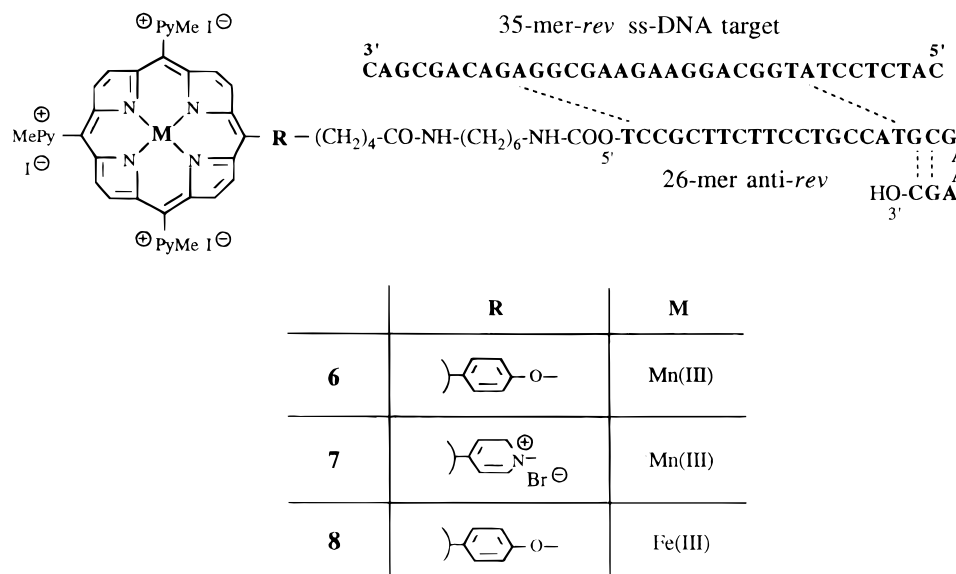 ⊕ PyMe I⊖
35-mer-rev ss-DNA target
3' 5'
CAGCGACAGAGGCGAAGAAGGACGGTATCCTCTAC
N N
M
N N
⊕
MePy
I⊖
R–(CH2)4–CO-NH-(CH2)6-NH-COO-TCCGCTTCTTCCTGCCATGCG
5'
A
A
26-mer anti-rev
HO-CGA
3'
⊕ PyMe I⊖
R M
6 –O– Mn(III)
7 N⊕– Br⊖ Mn(III)
8 –O– Fe(III)